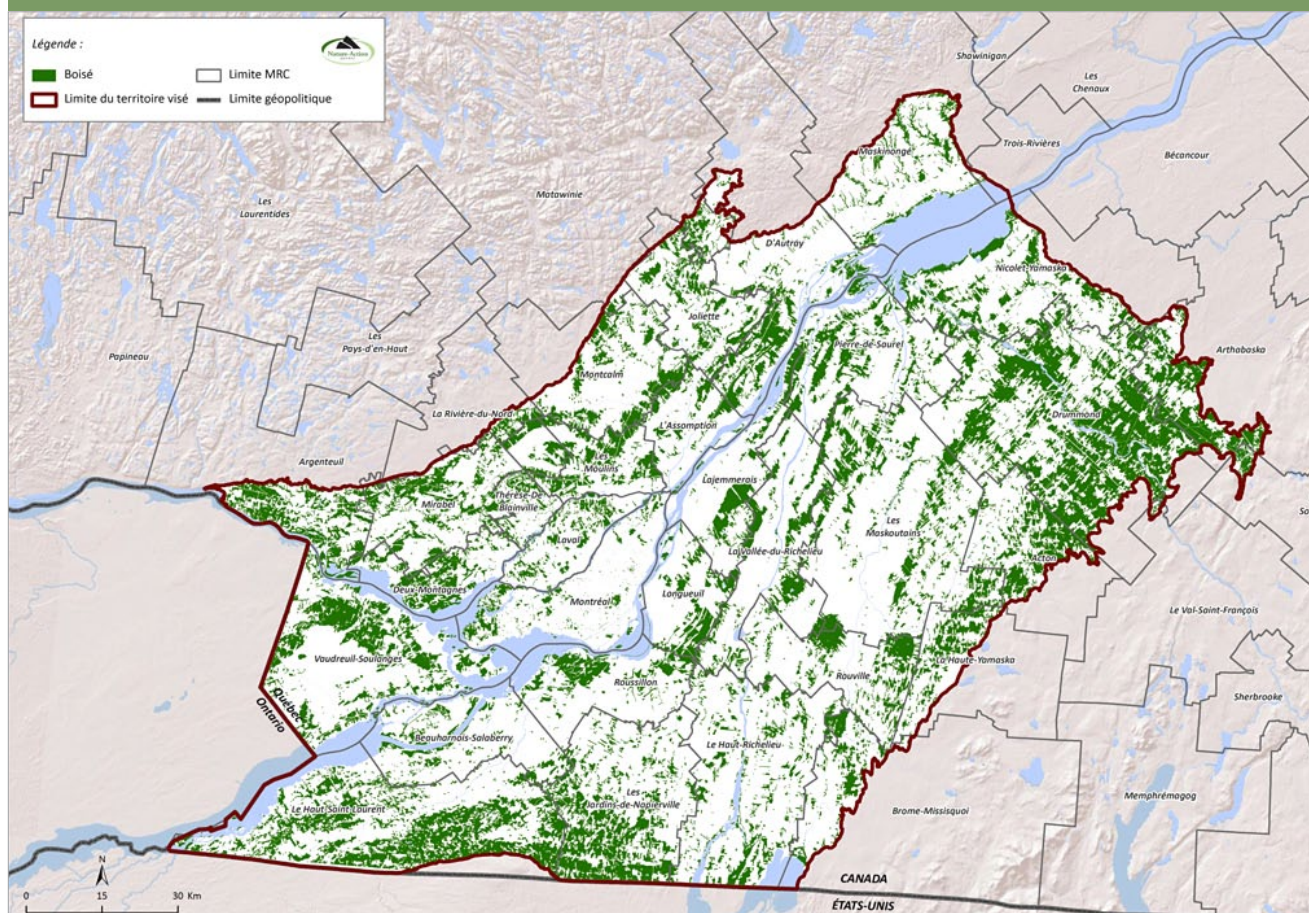 Légende :
Nature-Action
Boisé
Limite MRC
Limite du territoire visé
Limite géopolitique
Shawinigan
Les
Chenaux
Maskinongé
Trois-Rivières
Bécancour
Matawinie
Les
Laurentides
D'Autray
Nicolet-Yamaska
Joliette
Les
Pays-d'en-Haut
Papineau
Pierre-de-Saurel
Arthabaska
Montcalm
La Rivière-du-Nord
Drummond
L'Assomption
Argenteuil
Les
Moulins
Lajemmerais
Thérèse-De
Blainville
Mirabel
Les
Maskoutains
Laval
La Vallée-du-Richelieu
Acton
Deux-Montagnes
Montréal
Longueuil
Le Val-Saint-François
Vaudreuil-Soulanges
La Haute-Yamaska
Roussillon
Rouville
Sherbrooke
Québec
Ontario
Beauharnois-Salaberry
Le Haut-Richelieu
Les
Jardins-de-Napierville
Le Haut-Saint-Laurent
Brome-Missisquoi
Memphrémagog
N
0 15 30 Km
CANADA
ÉTATS-UNIS